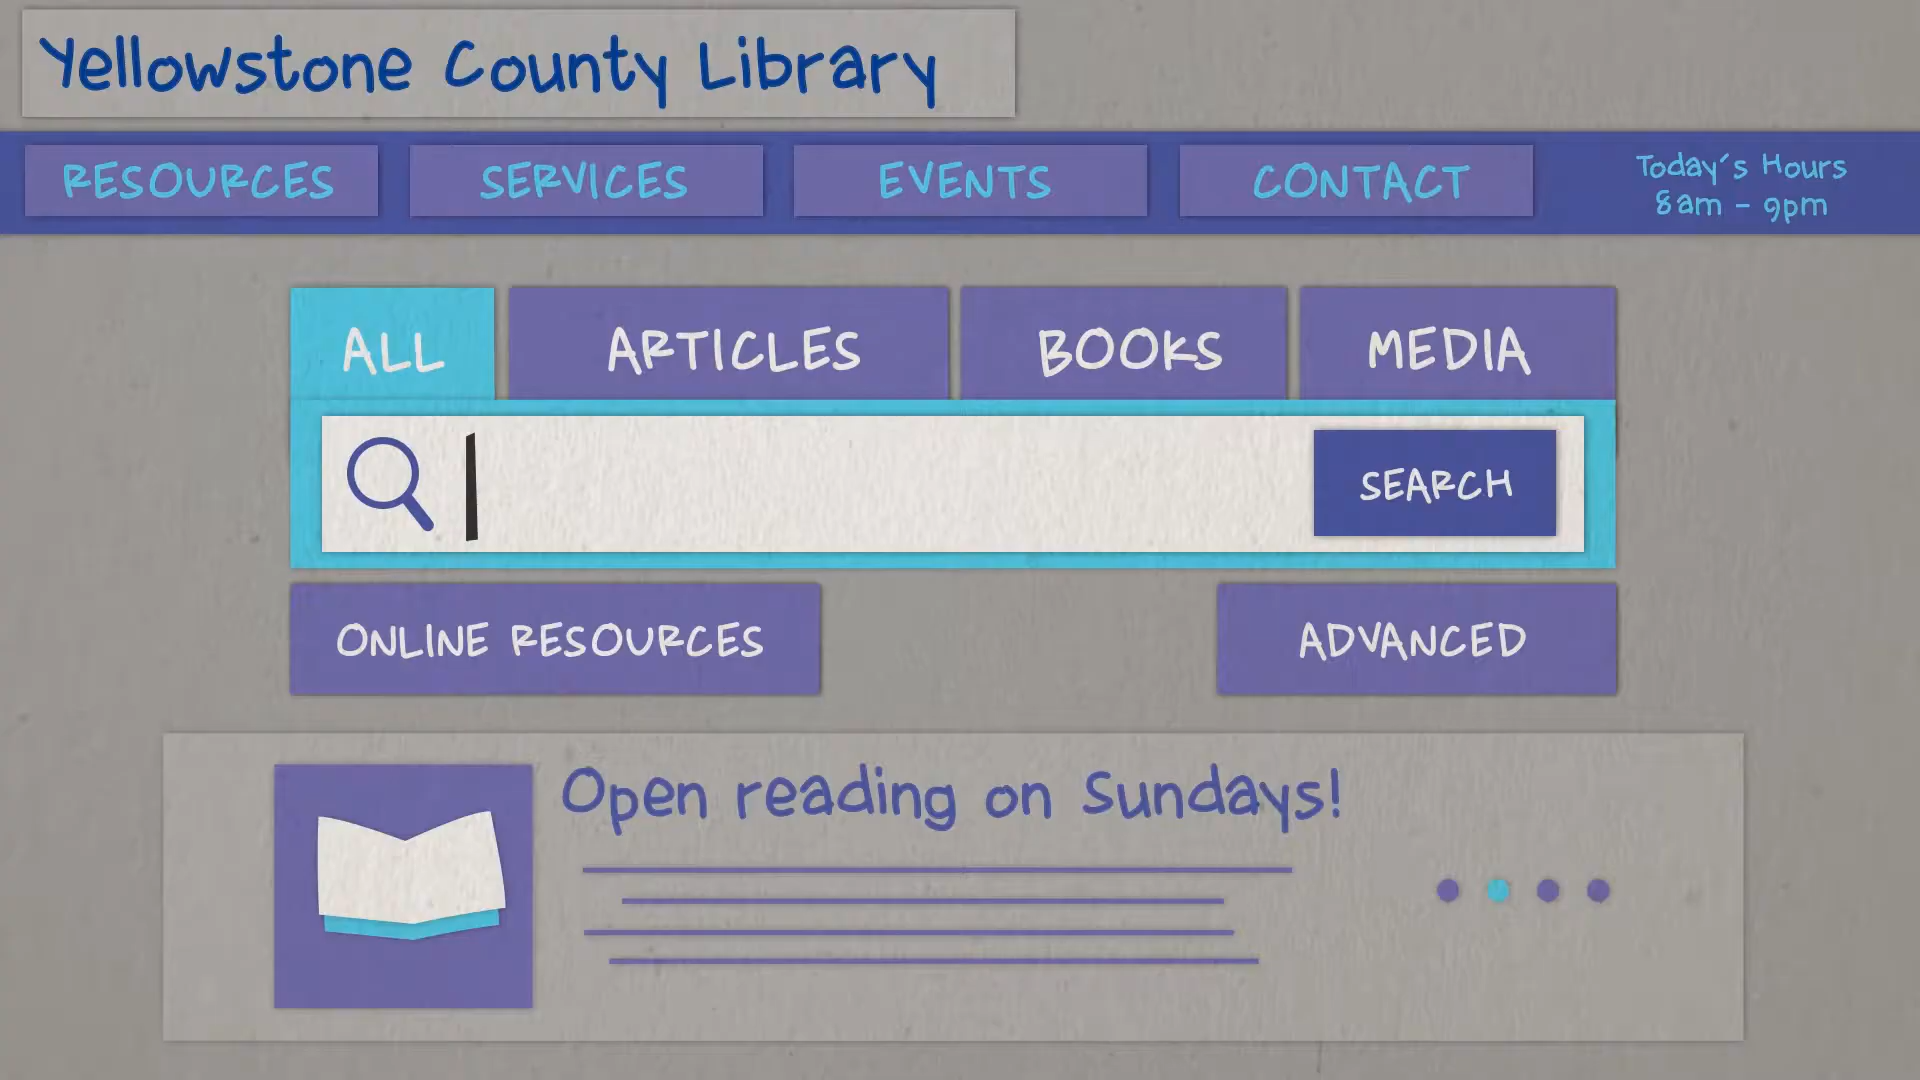 Yellowstone County Library
RESOURCES SERVICES EVENTS CONTACT
Today's Hours
8am - 9pm
ALL ARTICLES BOOKS MEDIA
SEARCH
ONLINE RESOURCES ADVANCED
Open reading on Sundays!